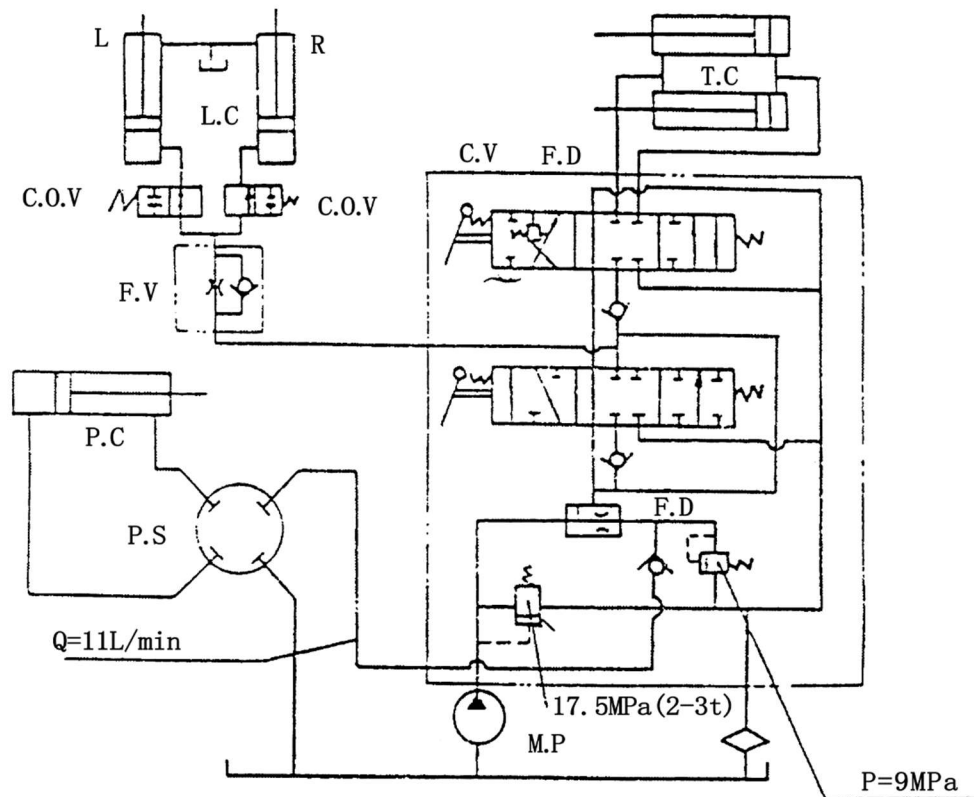 L
R
T.C
L.C
C.V
F.D
C.O.V
C.O.V
F.V
P.C
F.D
P.S
Q=11L/min
17.5MPa(2-3t)
M.P
P=9MPa